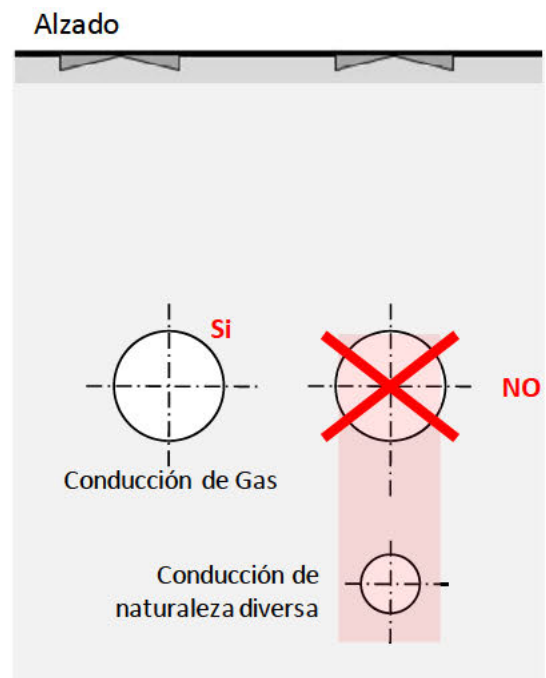 Alzado
Si
NO
Conducción de Gas
Conducción de
naturaleza diversa